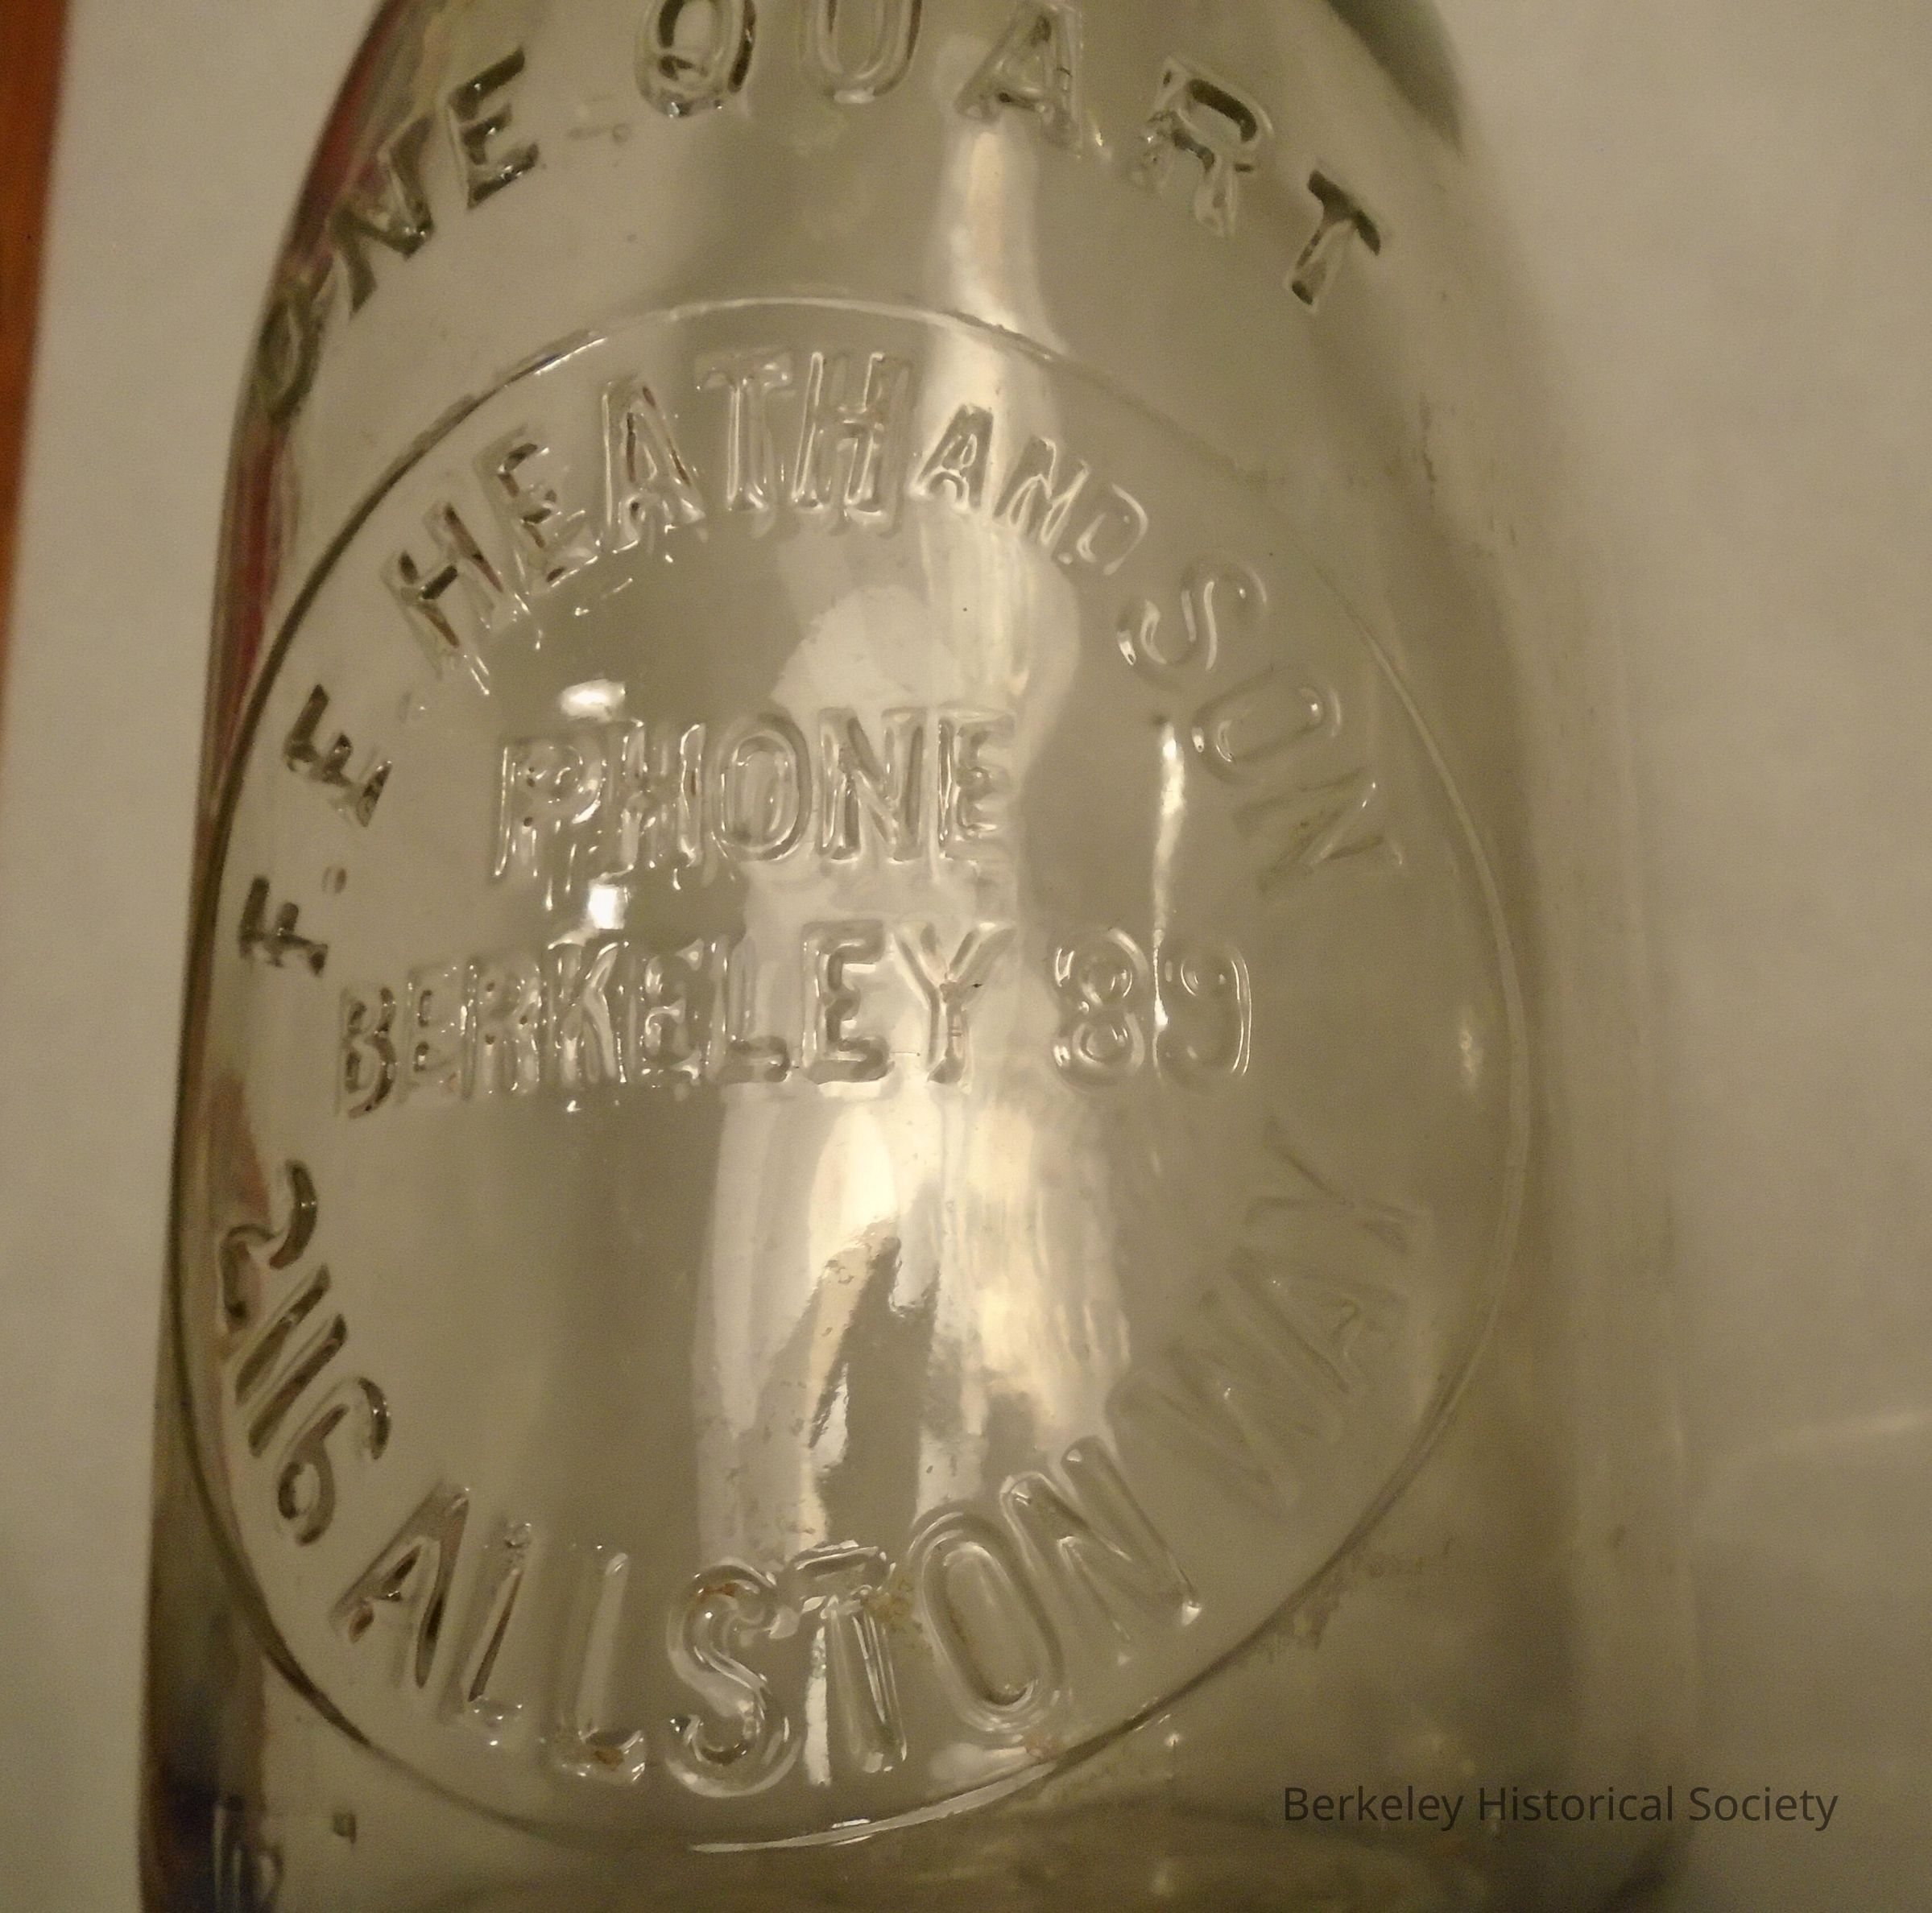 ONE QUART
F. E. HEATH AND SON
PHONE
BERKELEY 89
2116 ALLSTON WAY
Berkeley Historical Society